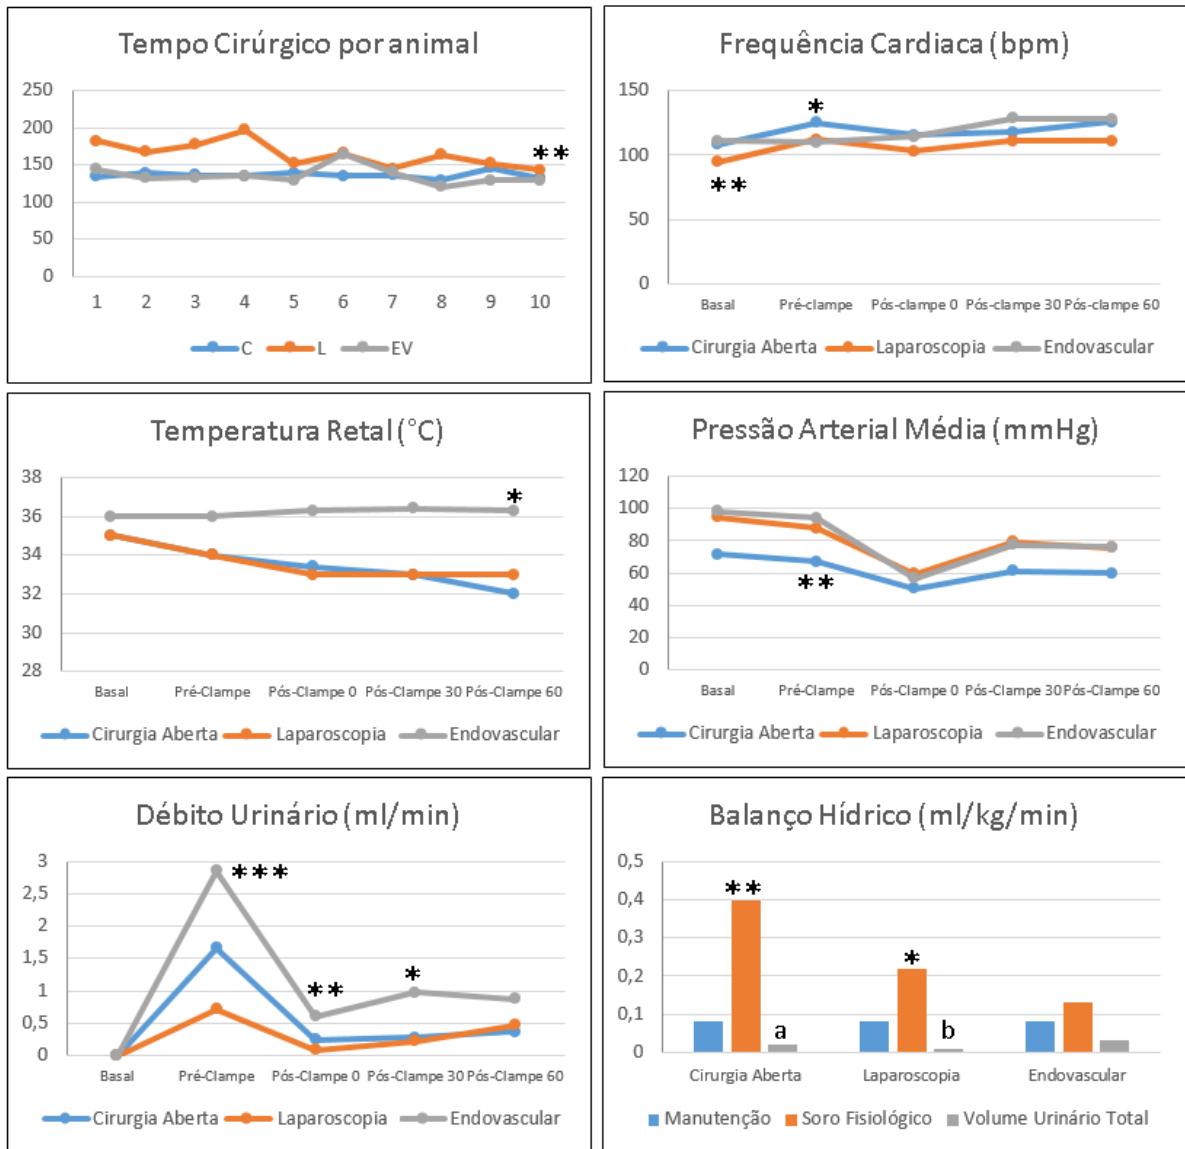 Tempo Cirúrgico por animal
250
200
150
100
50
0
**
1 2 3 4 5 6 7 8 9 10
C L EV
Frequência Cardiaca (bpm)
150
100
50
0
*
**
Basal Pré-clampe Pós-clampe 0 Pós-clampe 30 Pós-clampe 60
Cirurgia Aberta Laparoscopia Endovascular
Temperatura Retal (°C)
38
36
34
32
30
28
*
Basal Pré-Clampe Pós-Clampe 0 Pós-Clampe 30 Pós-Clampe 60
Cirurgia Aberta Laparoscopia Endovascular
Pressão Arterial Média (mmHg)
120
100
80
60
40
20
0
**
Basal Pré-Clampe Pós-Clampe 0 Pós-Clampe 30 Pós-Clampe 60
Cirurgia Aberta Laparoscopia Endovascular
Débito Urinário (ml/min)
3
2,5
2
1,5
1
0,5
0
***
**
*
Basal Pré-Clampe Pós-Clampe 0 Pós-Clampe 30 Pós-Clampe 60
Cirurgia Aberta Laparoscopia Endovascular
Balanço Hídrico (ml/kg/min)
0,5
0,4
0,3
0,2
0,1
0
**
*
a
b
Cirurgia Aberta Laparoscopia Endovascular
Manutenção Soro Fisiológico Volume Urinário Total